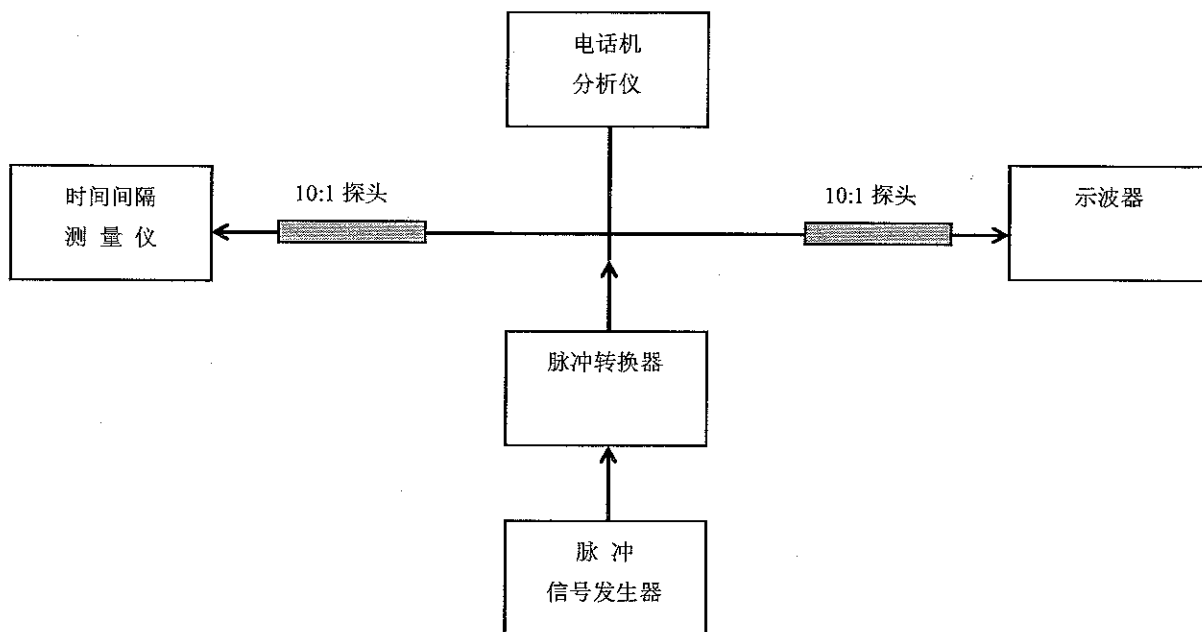 电话机
分析仪
时间间隔
测 量 仪
10:1 探头
10:1 探头
示波器
脉冲转换器
脉 冲
信号发生器